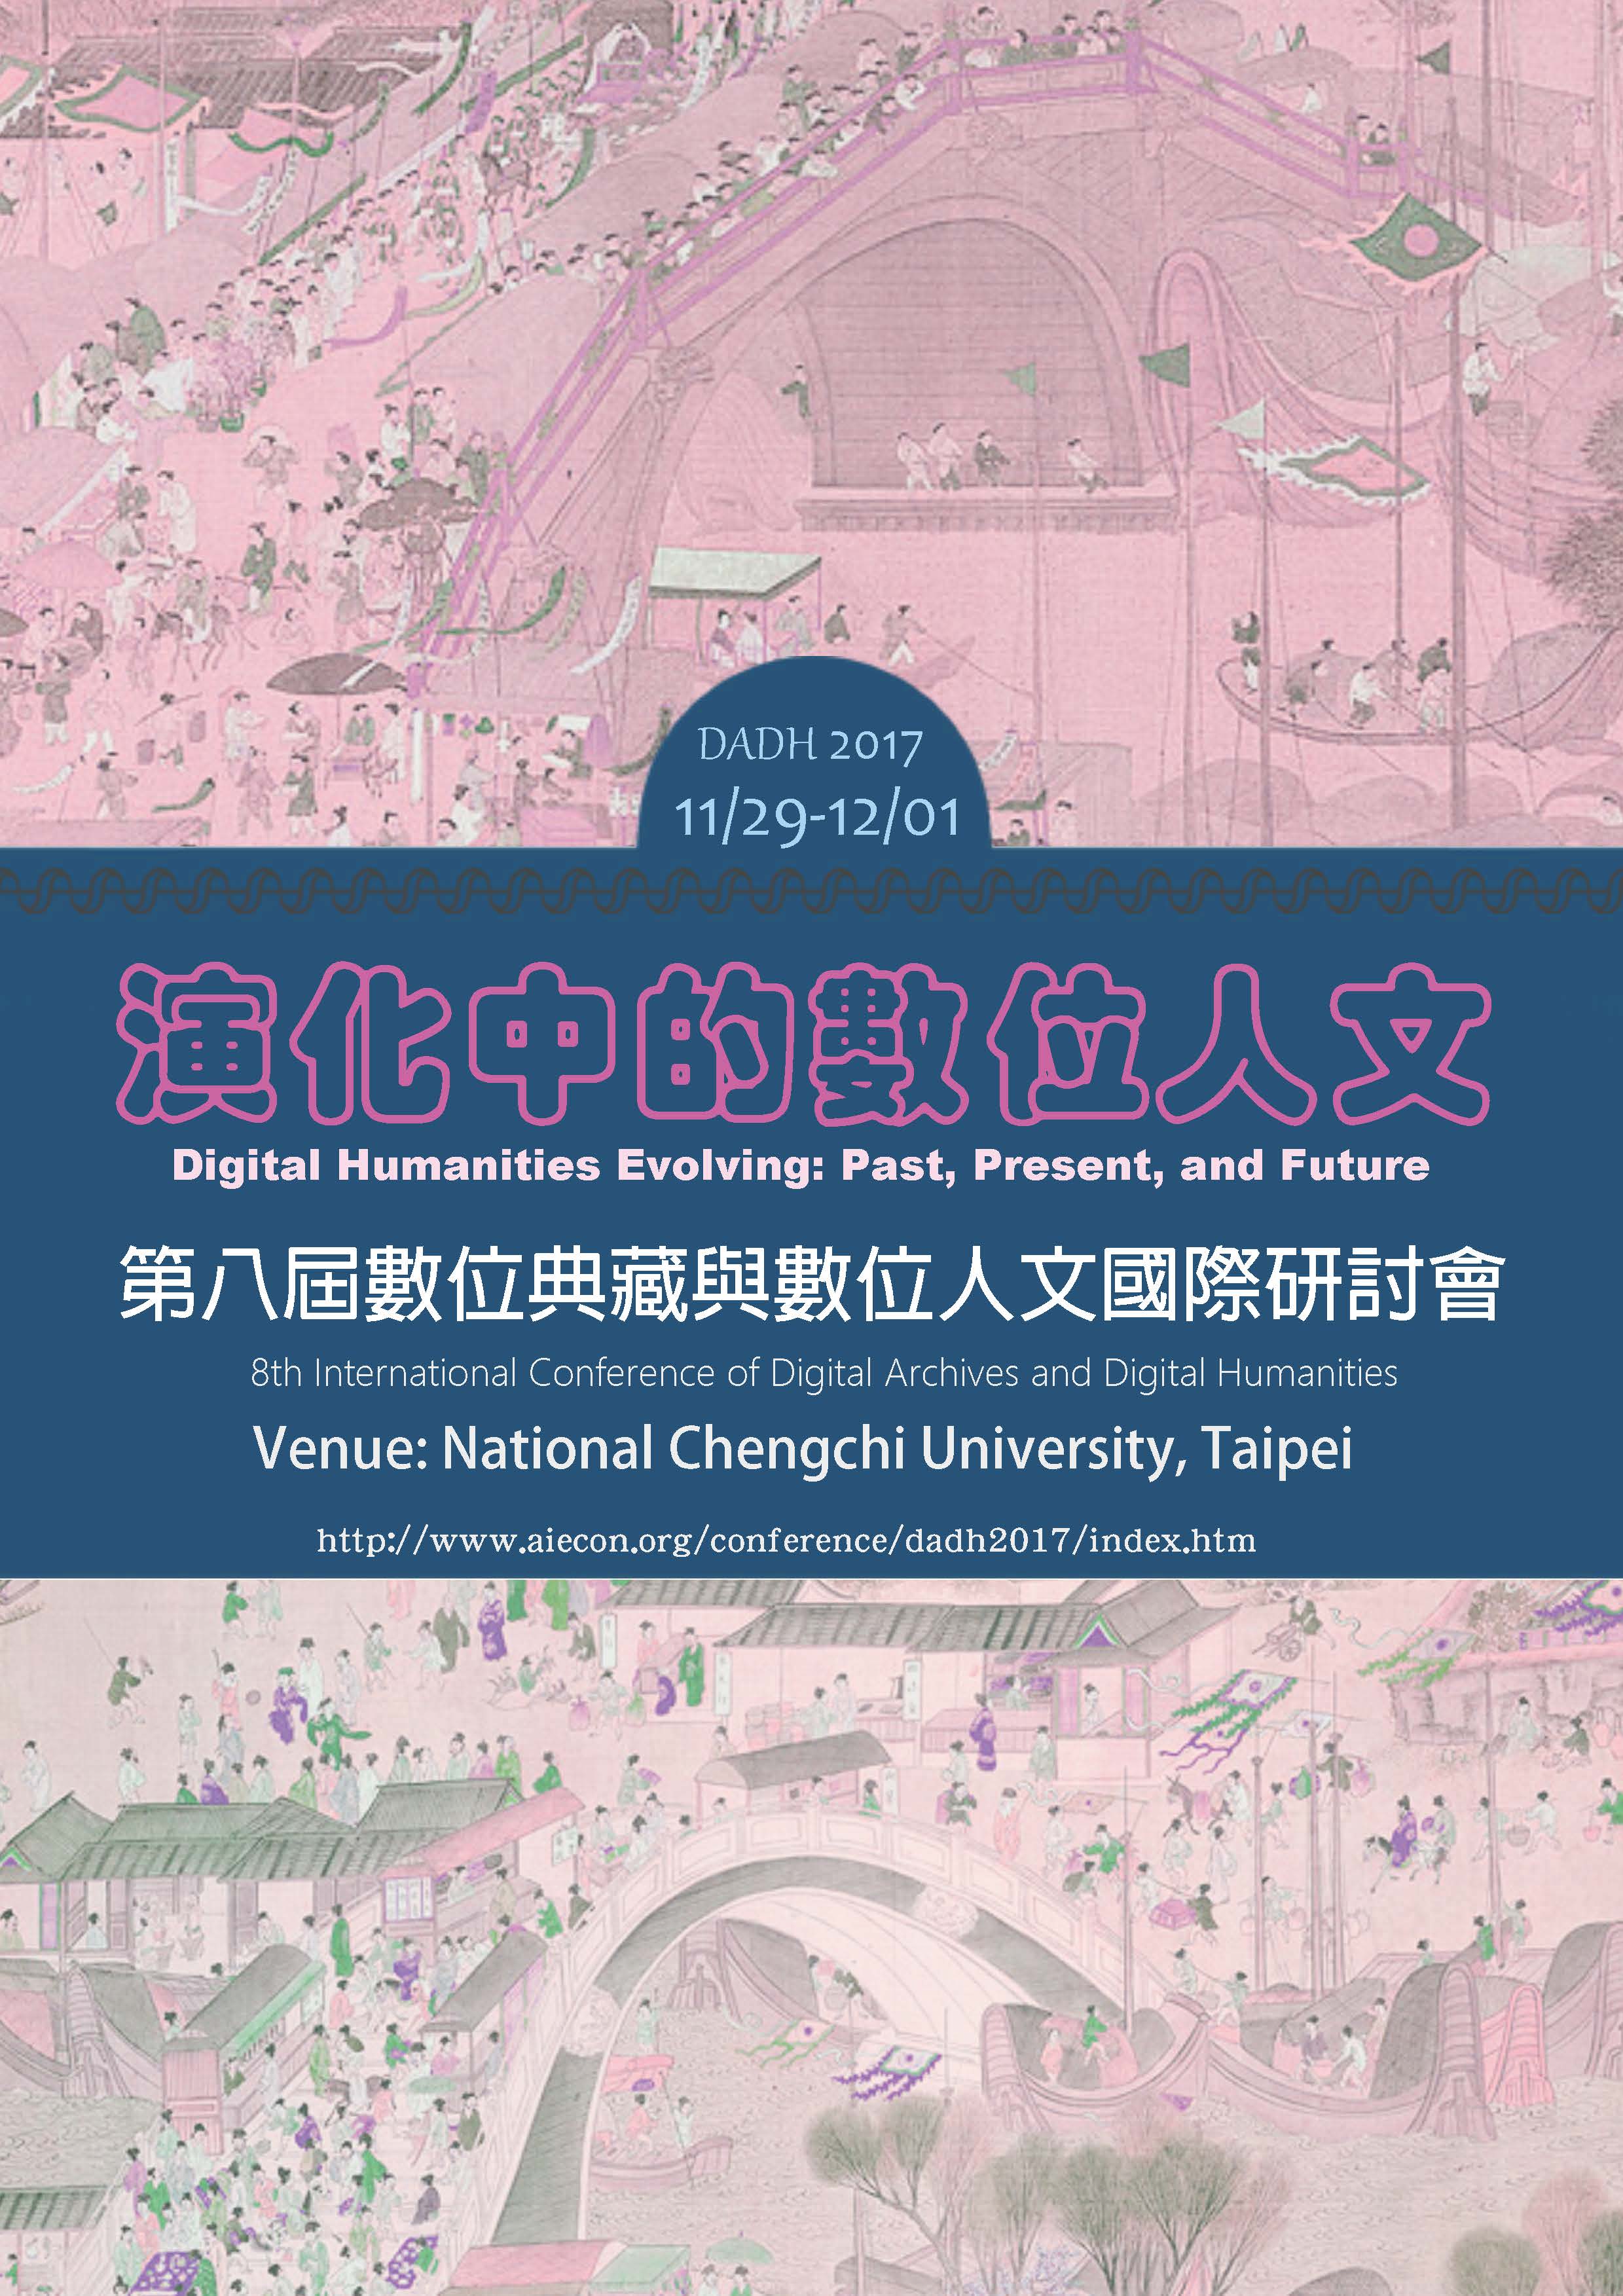 DADH 2017
11/29-12/01
演化中的數位人文
Digital Humanities Evolving: Past, Present, and Future
第八屆數位典藏與數位人文國際研討會
8th International Conference of Digital Archives and Digital Humanities
Venue: National Chengchi University, Taipei
http://www.aiecon.org/conference/dadh2017/index.htm